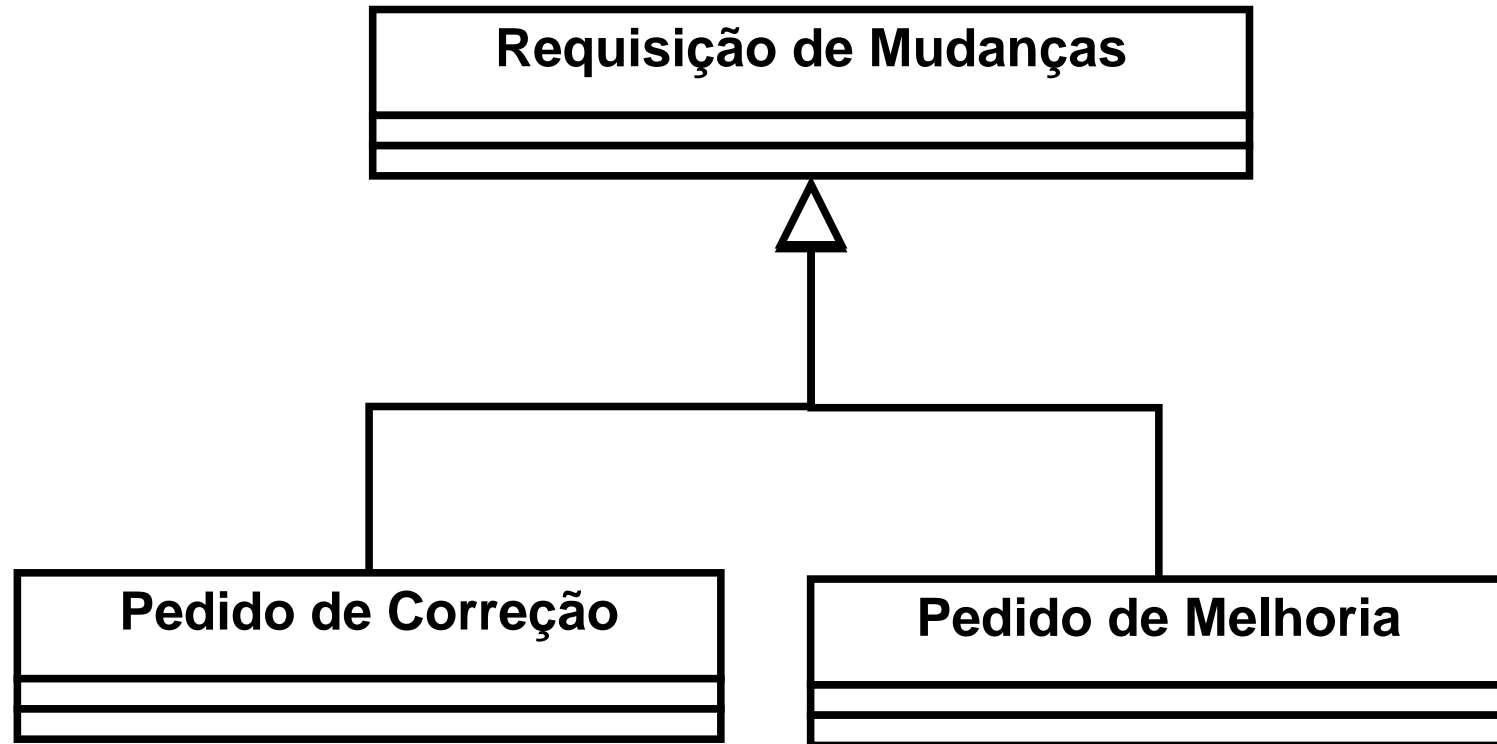 Requisição de Mudanças
Pedido de Correção
Pedido de Melhoria